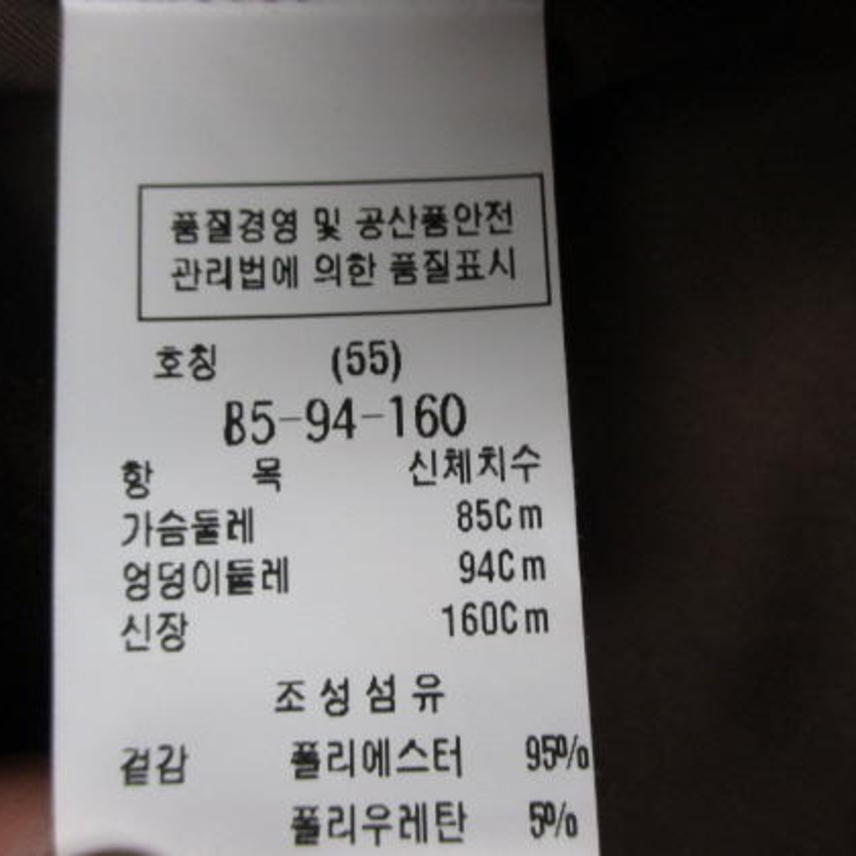 품질경영 및 공산품안전
관리법에 의한 품질표시
호칭 (55)
85-94-160
항 목 신체치수
가슴둘레 85Cm
엉덩이둘레 94Cm
신장 160Cm
조성섬유
겉감 폴리에스터 95%
폴리우레탄 5%